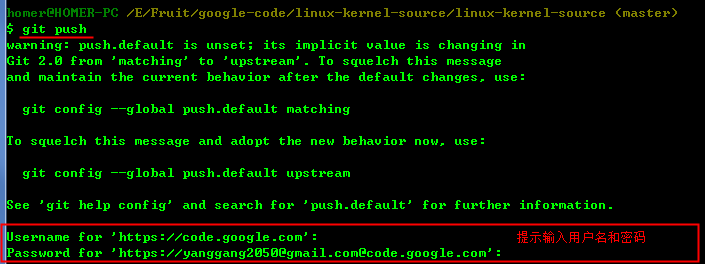 homer@HOMER-PC /E/Fruit/google-code/linux-kernel-source/linux-kernel-source (master)
$ git push
warning: push.default is unset; its implicit value is changing in
Git 2.0 from 'matching' to 'upstream'. To squelch this message
and maintain the current behavior after the default changes, use:
git config --global push.default matching
To squelch this message and adopt the new behavior now, use:
git config --global push.default upstream
See 'git help config' and search for 'push.default' for further information.
Username for 'https://code.google.com': 提示输入用户名和密码
Password for 'https://yanggang2050@gmail.com@code.google.com':